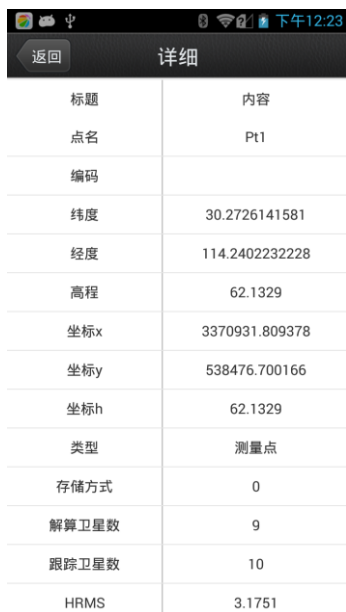 下午12:23
返回
详细
标题 内容
点名 Pt1
编码
纬度 30.2726141581
经度 114.2402232228
高程 62.1329
坐标x 3370931.809378
坐标y 538476.700166
坐标h 62.1329
类型 测量点
存储方式 0
解算卫星数 9
跟踪卫星数 10
HRMS 3.1751